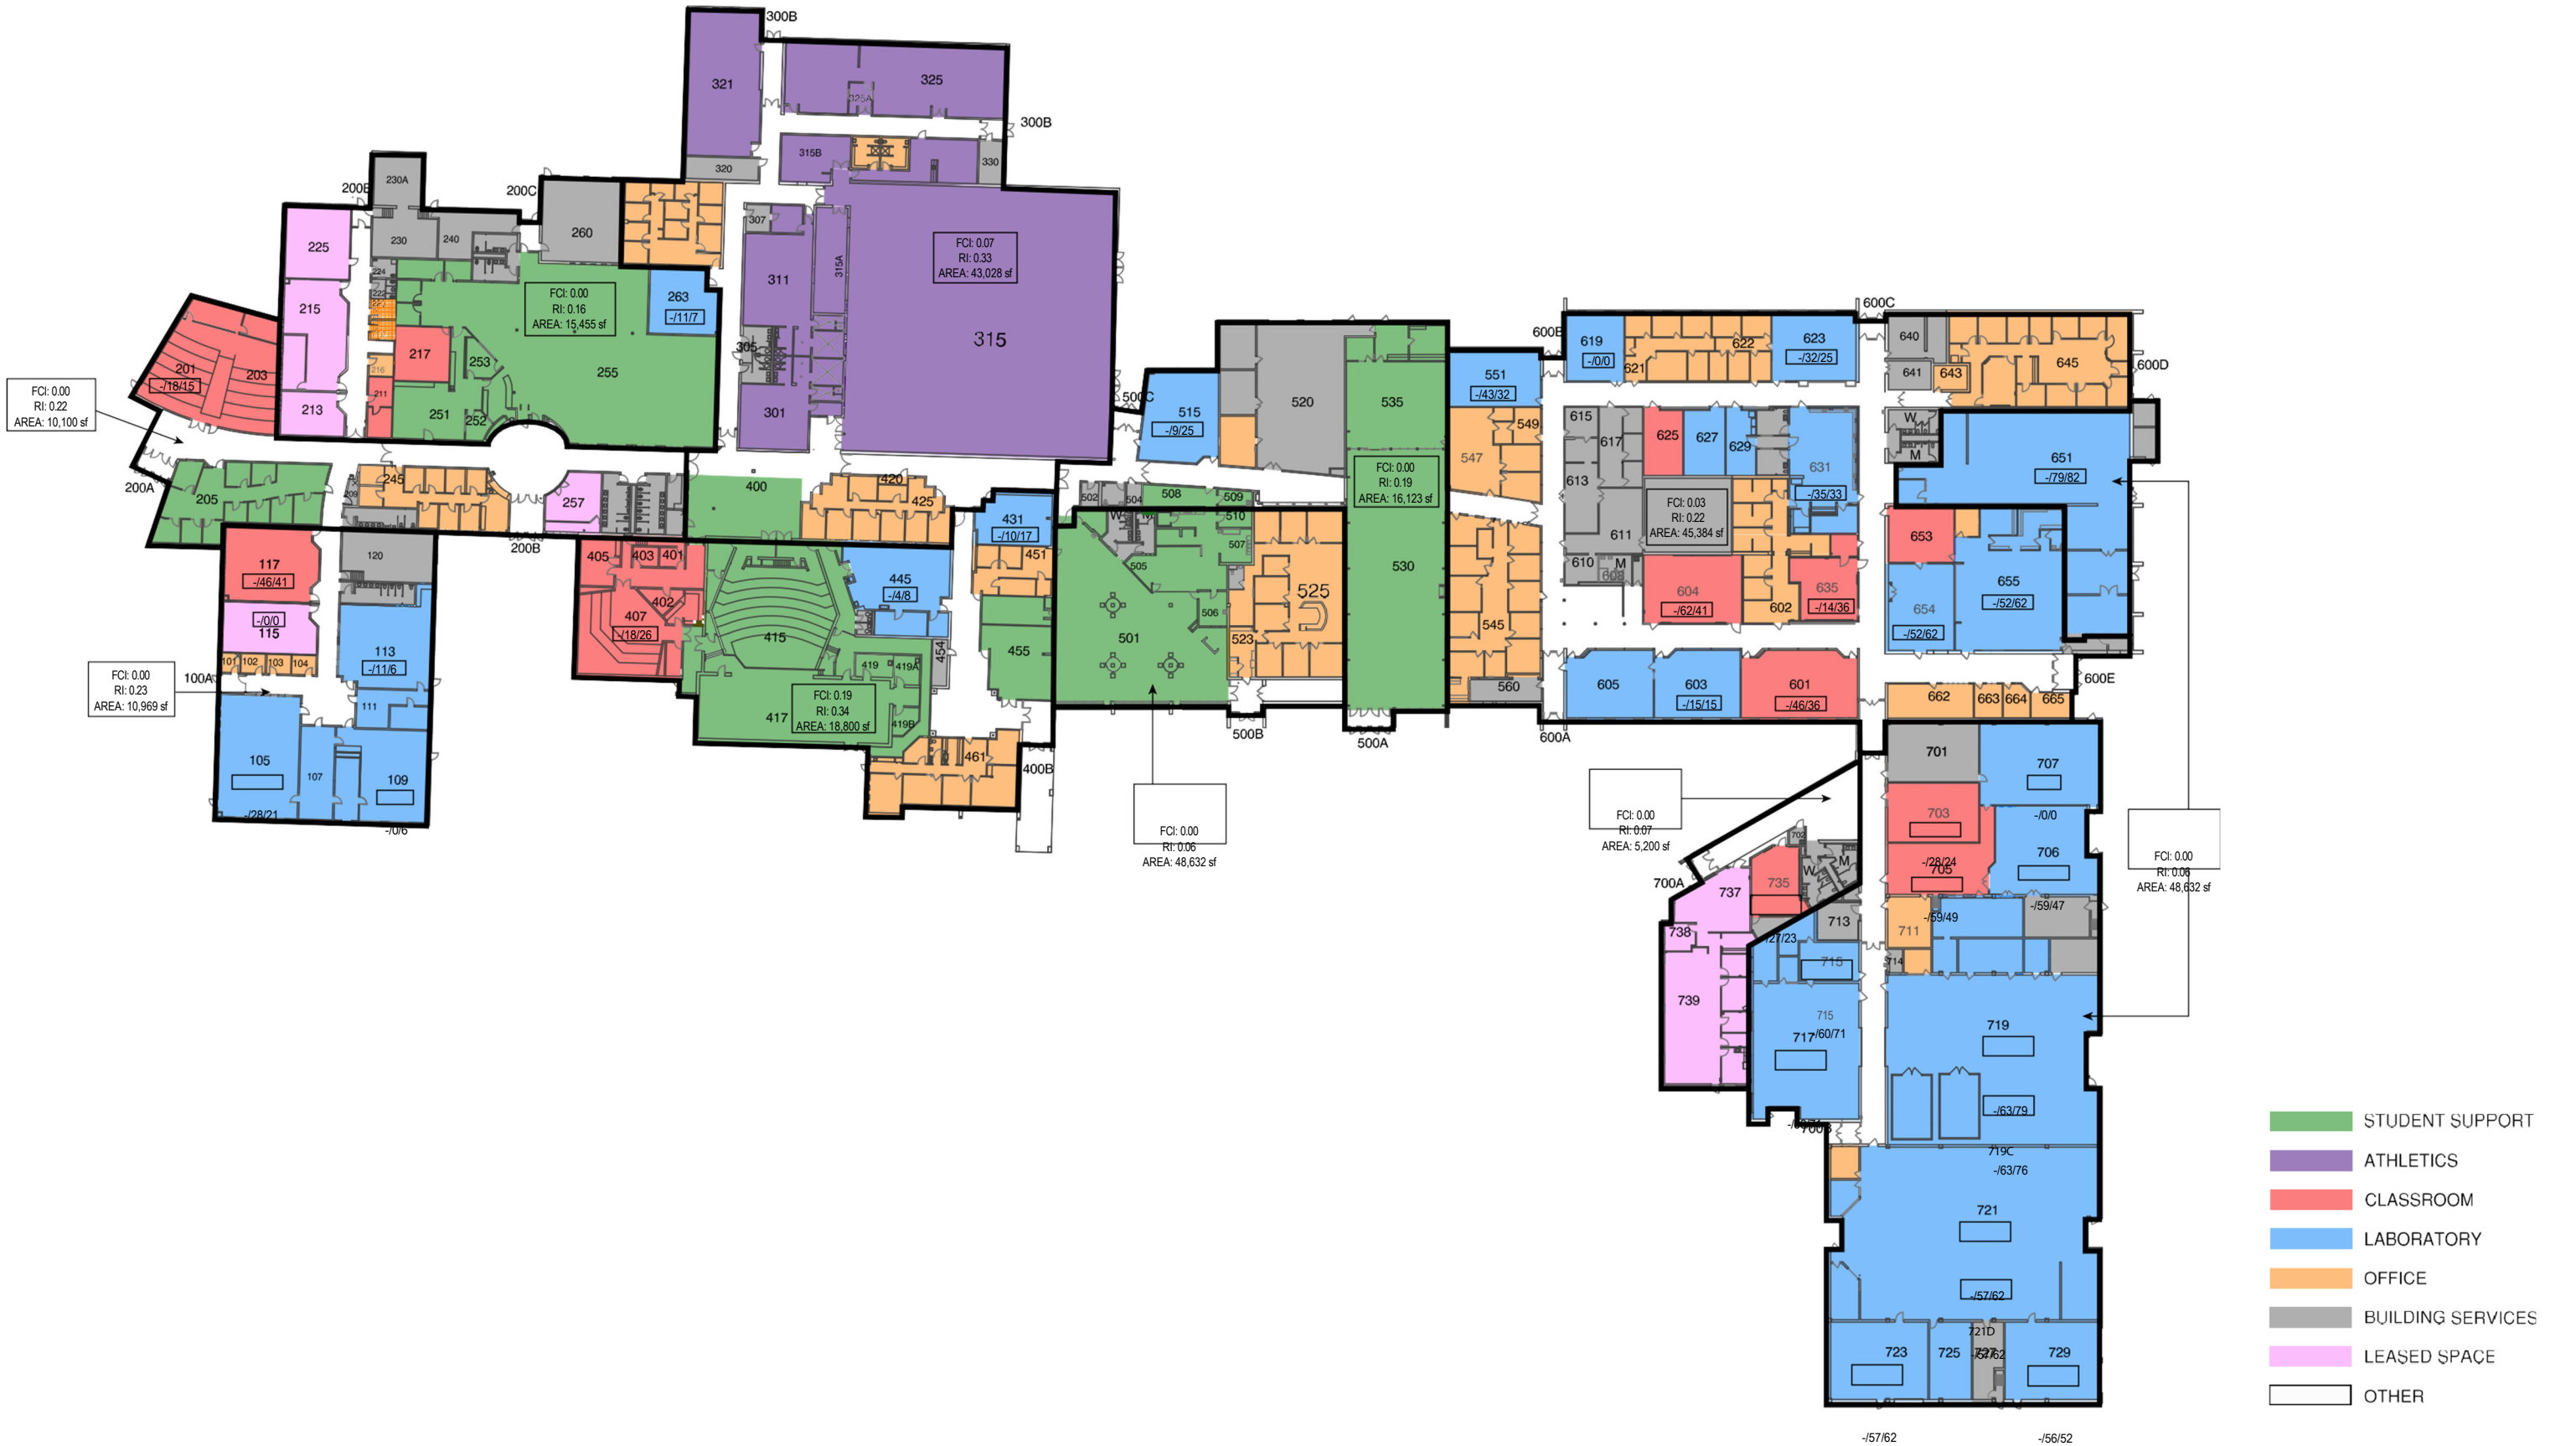 300B
321
325
325A
300B
315B
330
320
230A
200E
200C
307
225
230
240
260
311
315A
FCI: 0.07
RI: 0.33
AREA: 43,028 sf
224
222
215
263
-/11/7
FCI: 0.00
RI: 0.16
AREA: 15,455 sf
315
305
217
253
255
201
203
-/18/15
216
211
213
251
252
301
FCI: 0.00
RI: 0.22
AREA: 10,100 sf
200A
205
209
245
257
200B
400
420
425
500C
515
-/9/25
520
535
FCI: 0.00
RI: 0.19
AREA: 16,123 sf
530
502
504
508
509
510
W
M
507
505
506
501
525
523
500B
500A
431
-/10/17
451
455
454
445
-/4/8
405
403
401
402
407
-/18/26
415
419
419A
417
419B
FCI: 0.19
RI: 0.34
AREA: 18,800 sf
461
400B
117
-/46/41
120
-/0/0
115
113
-/11/6
101
102
103
104
100A
FCI: 0.00
RI: 0.23
AREA: 10,969 sf
111
105
107
109
-/28/21
-/0/6
FCI: 0.00
RI: 0.06
AREA: 48,632 sf
600B
551
-/43/32
549
547
545
560
600A
619
-/0/0
621
622
623
-/32/25
600C
640
641
643
645
600D
615
617
613
611
610
M
608
625
627
629
631
-/35/33
FCI: 0.03
RI: 0.22
AREA: 45,384 sf
604
-/62/41
602
635
-/14/36
605
603
-/15/15
601
-/46/36
W
M
651
-/79/82
653
655
-/52/62
654
-/52/62
662
663
664
665
600E
701
707
-/0/0
703
-/28/24
705
706
-/59/47
-/59/49
711
714
FCI: 0.00
RI: 0.07
AREA: 5,200 sf
FCI: 0.00
RI: 0.06
AREA: 48,632 sf
702
W
M
735
700A
737
738
739
713
-/27/23
715
715
717
-/60/71
700B
719
-/63/79
719C
-/63/76
721
-/57/62
721D
-/57/62
723
725
727
729
-/57/62
-/56/52
STUDENT SUPPORT
ATHLETICS
CLASSROOM
LABORATORY
OFFICE
BUILDING SERVICES
LEASED SPACE
OTHER